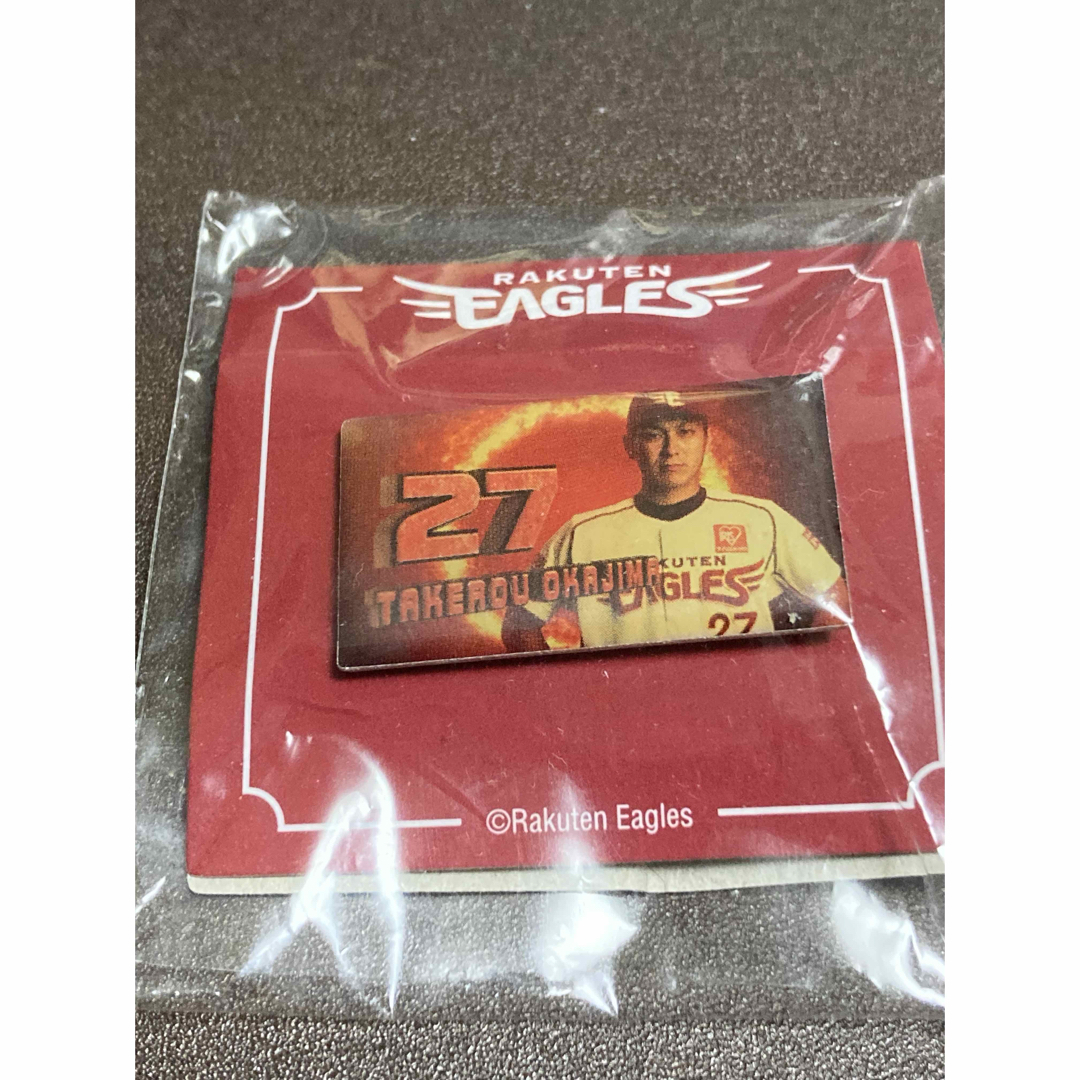 RAKUTEN
EAGLES
E
27
TAKEROU OKAJIMA
RAKUTEN
EAGLES
27
©Rakuten Eagles